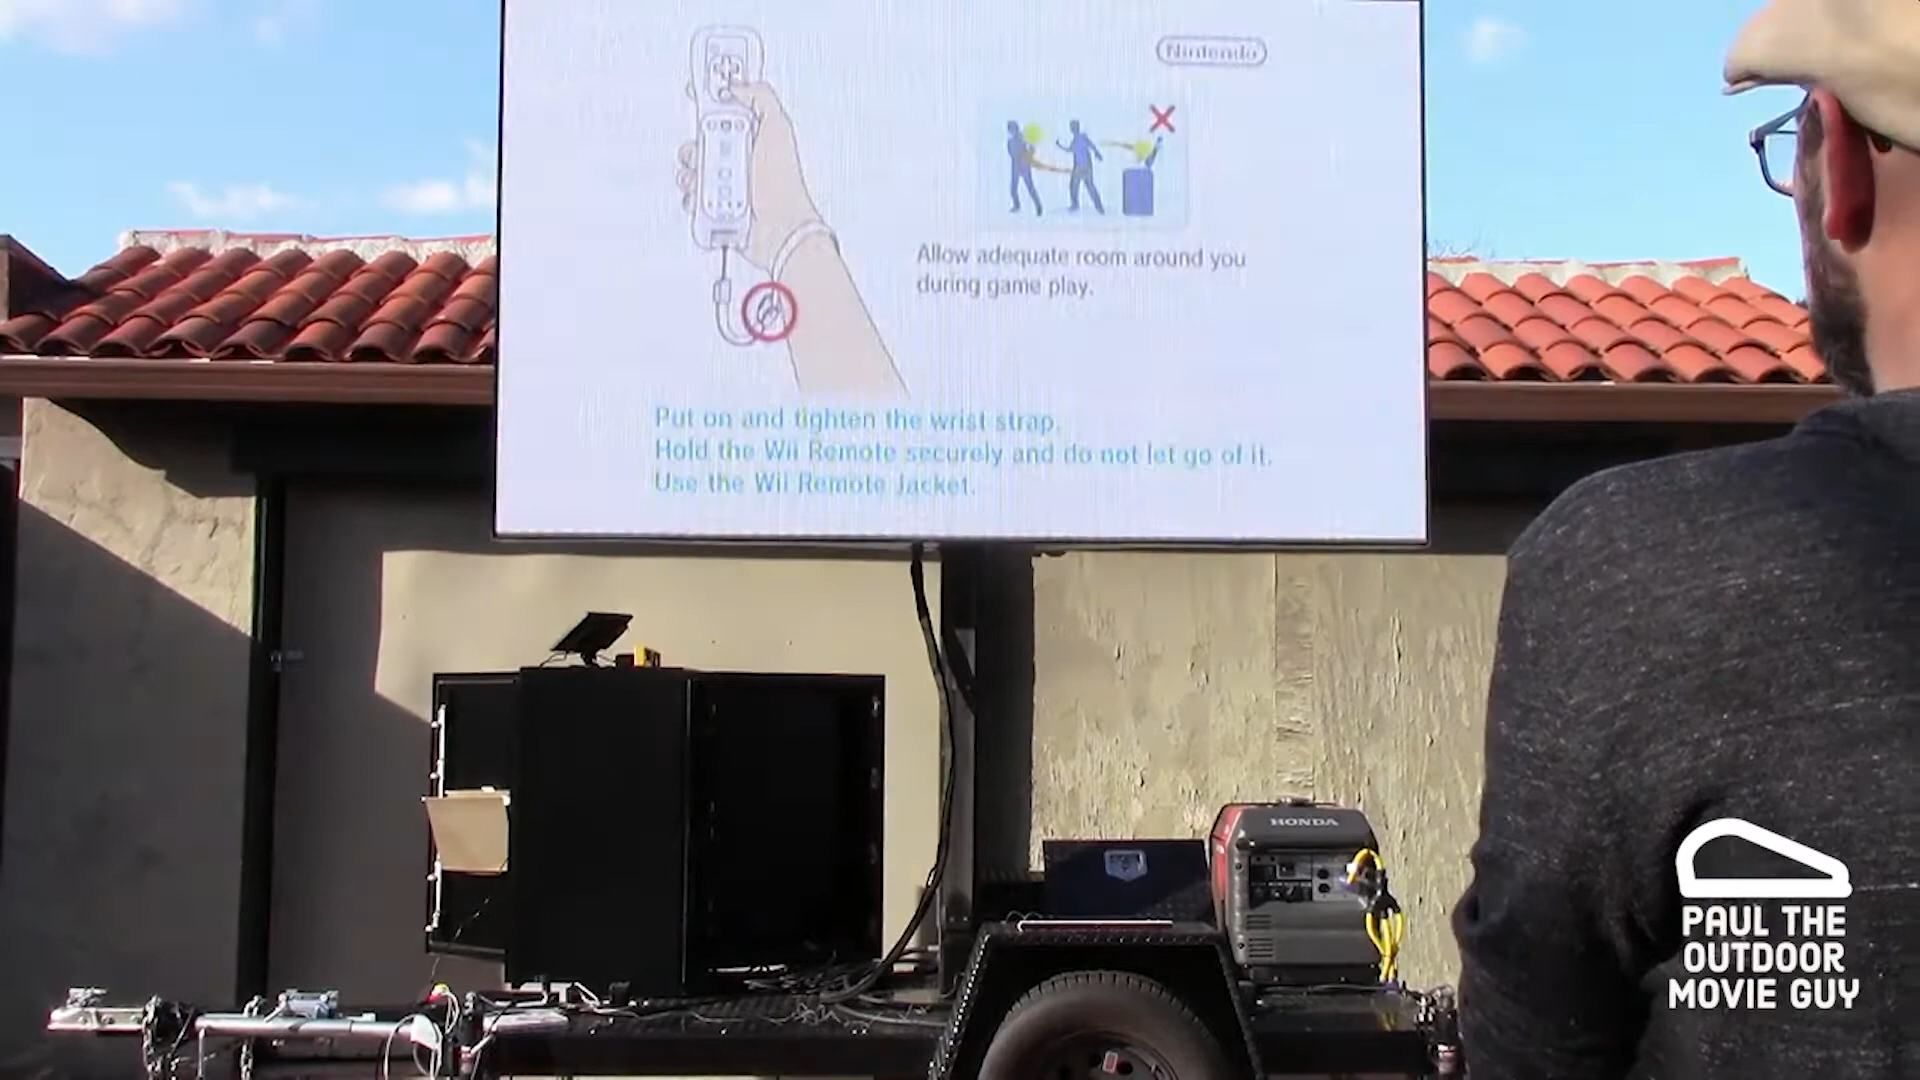 Nintendo
Allow adequate room around you
during game play.
Put on and tighten the wrist strap.
Hold the Wii Remote securely and do not let go of it.
Use the Wii Remote Jacket.
HONDA
PAUL THE
OUTDOOR
MOVIE GUY